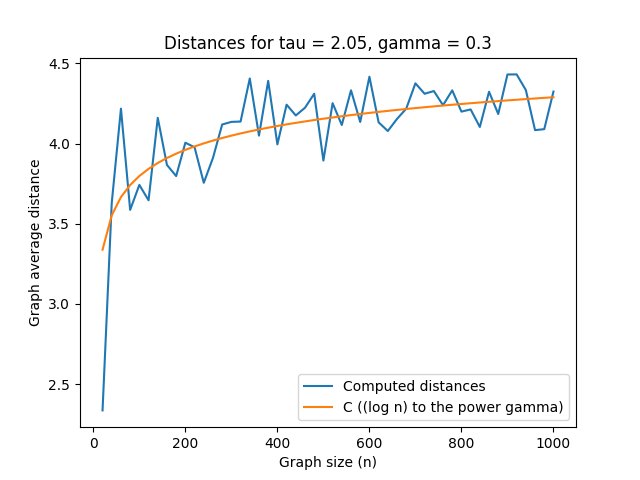 Distances for tau = 2.05, gamma = 0.3
Graph average distance
4.5
4.0
3.5
3.0
2.5
Computed distances
C ((log n) to the power gamma)
0
200
400
600
800
1000
Graph size (n)